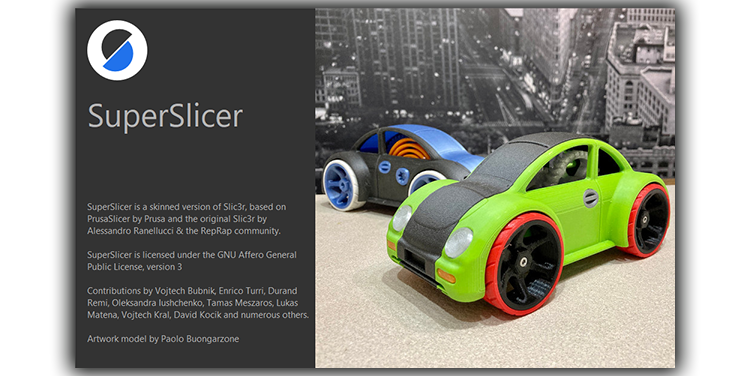 SuperSlicer
SuperSlicer is a skinned version of Slic3r, based on
PrusaSlicer by Prusa and the original Slic3r by
Alessandro Ranellucci & the RepRap community.
SuperSlicer is licensed under the GNU Affero General
Public License, version 3
Contributions by Vojtech Bubnik, Enrico Turri, Durand
Remi, Oleksandra Iushchenko, Tamas Meszaros, Lukas
Matena, Vojtech Kral, David Kocik and numerous others.
Artwork model by Paolo Buongarzone